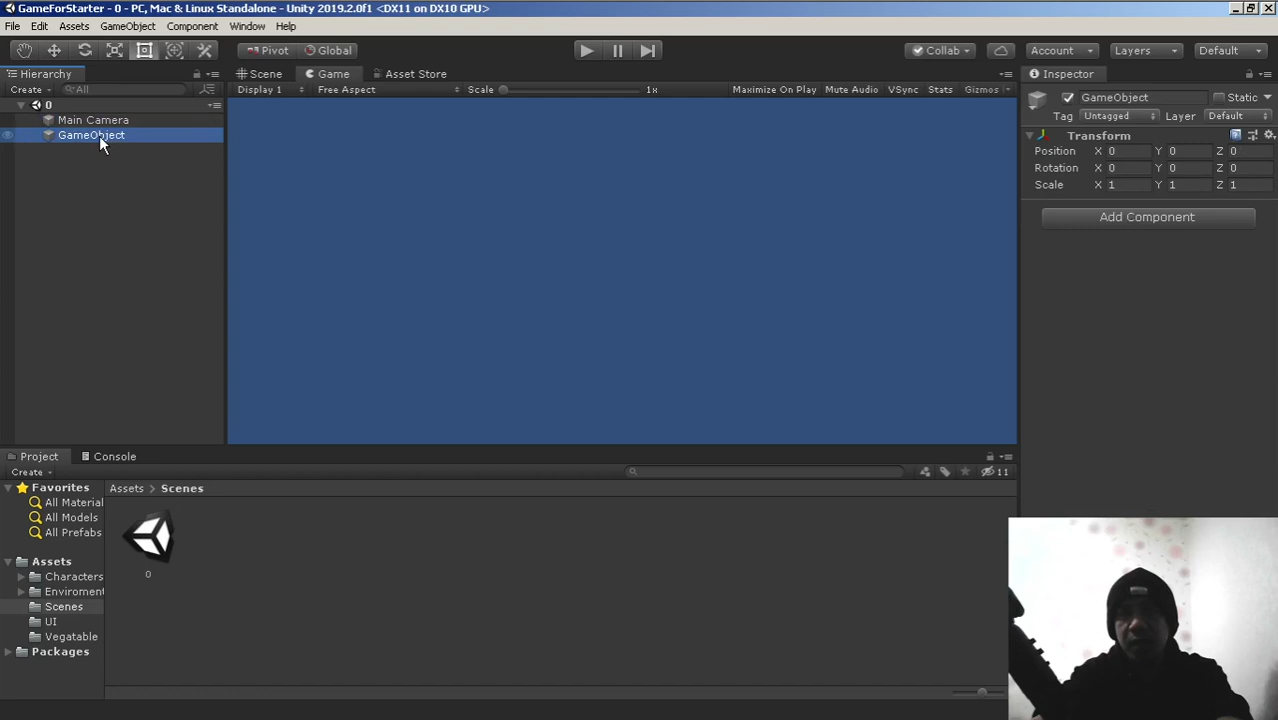 GameForStarter - 0 - PC, Mac & Linux Standalone - Unity 2019.2.0f1 <DX11 on DX10 GPU>
File Edit Assets GameObject Component Window Help
Pivot Global Collab Account Layers Default
Hierarchy Scene Game Asset Store Inspector
Create All Display 1 Free Aspect Scale 1x Maximize On Play Mute Audio VSync Stats Gizmos
GameObject Static
0
Tag Untagged Layer Default
Main Camera
GameObject
Transform
Position X 0 Y 0 Z 0
Rotation X 0 Y 0 Z 0
Scale X 1 Y 1 Z 1
Add Component
Project Console
Create 11
Favorites
Assets > Scenes
All Material
All Models
All Prefabs
Assets
0
Characters
Enviroment
Scenes
UI
Vegatable
Packages